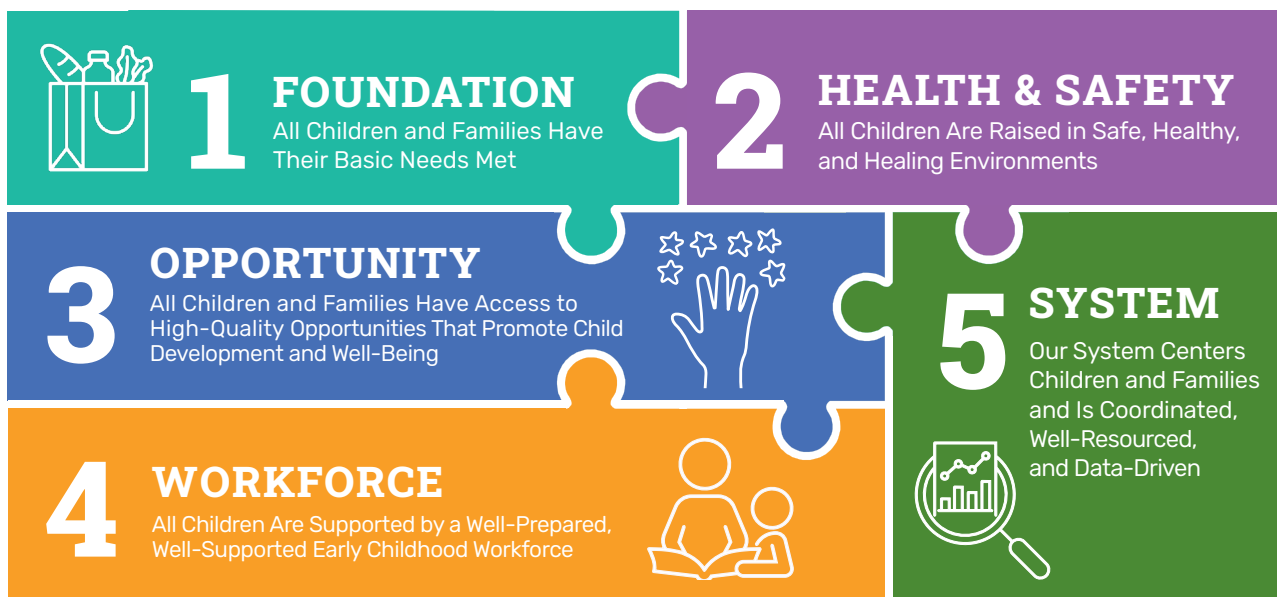 1
FOUNDATION
All Children and Families Have
Their Basic Needs Met
2
HEALTH & SAFETY
All Children Are Raised in Safe, Healthy,
and Healing Environments
3
OPPORTUNITY
All Children and Families Have Access to
High-Quality Opportunities That Promote Child
Development and Well-Being
4
WORKFORCE
All Children Are Supported by a Well-Prepared,
Well-Supported Early Childhood Workforce
5
SYSTEM
Our System Centers
Children and Families
and Is Coordinated,
Well-Resourced,
and Data-Driven